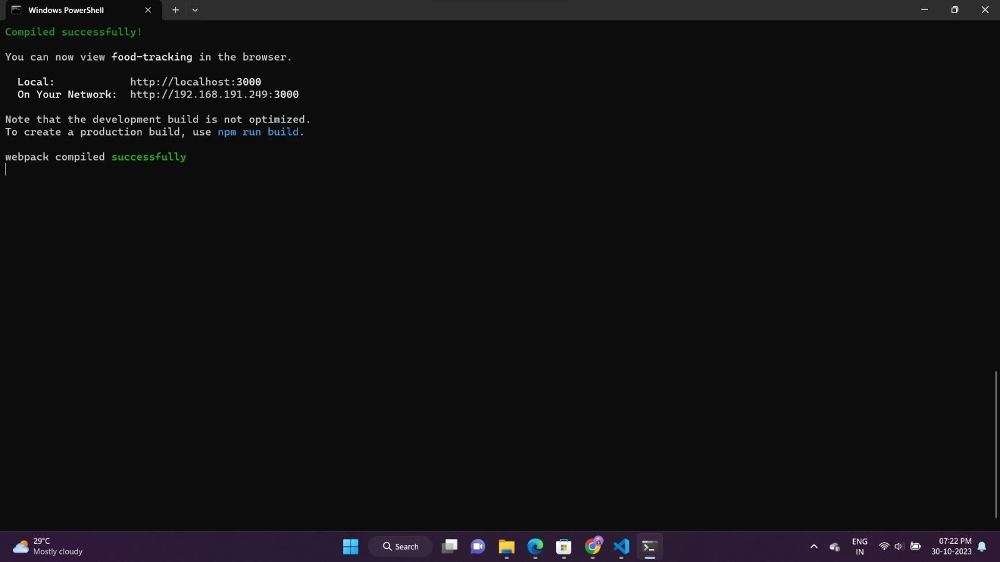 Windows PowerShell
Compiled successfully!
You can now view food-tracking in the browser.
Local: http://localhost:3000
On Your Network: http://192.168.191.249:3000
Note that the development build is not optimized.
To create a production build, use npm run build.
webpack compiled successfully
29°C
Mostly cloudy
Search
ENG
IN
07:22 PM
30-10-2023